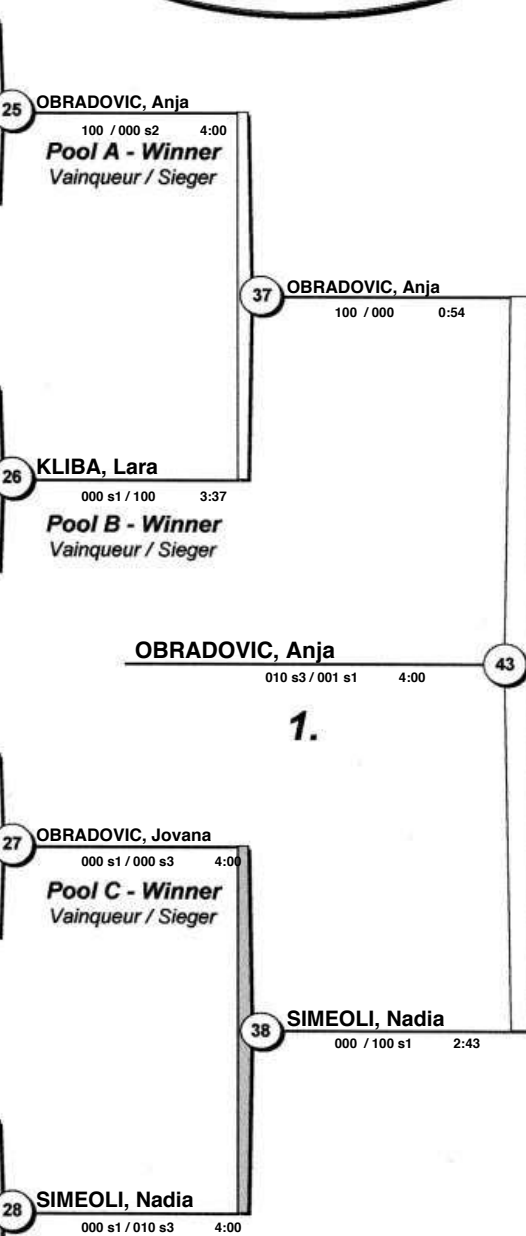 25 OBRADOVIC, Anja
100 / 000 s2 4:00
Pool A - Winner
Vainqueur / Sieger
37 OBRADOVIC, Anja
100 / 000 0:54
26 KLIBA, Lara
000 s1 / 100 3:37
Pool B - Winner
Vainqueur / Sieger
OBRADOVIC, Anja 43
010 s3 / 001 s1 4:00
1.
27 OBRADOVIC, Jovana
000 s1 / 000 s3 4:00
Pool C - Winner
Vainqueur / Sieger
38 SIMEOLI, Nadia
000 / 100 s1 2:43
28 SIMEOLI, Nadia
000 s1 / 010 s3 4:00